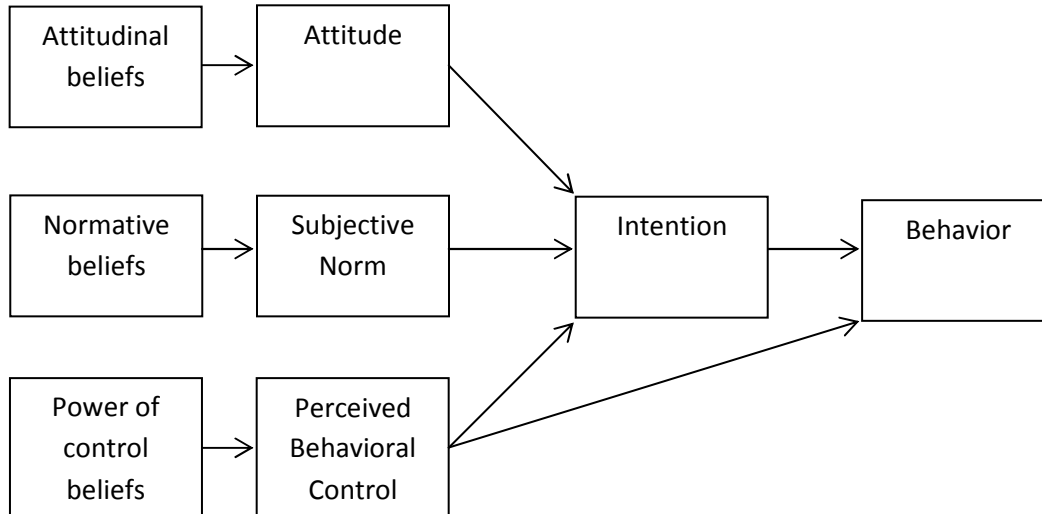 Attitudinal
beliefs
Attitude
Normative
beliefs
Subjective
Norm
Intention
Behavior
Power of
control
beliefs
Perceived
Behavioral
Control